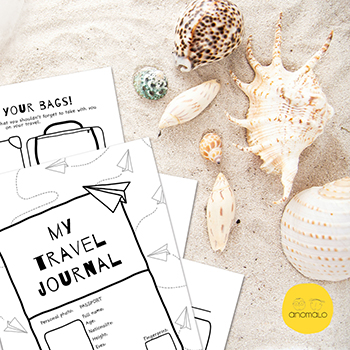 YOUR BAGS!
you shouldn't forget to take with you
on your travel.
MY
TRAVEL
JOURNAL
PASSPORT
Personal photo:
Full name:
Age:
Nationality:
Height:
Eyes:
Fingerprint:
anomalo